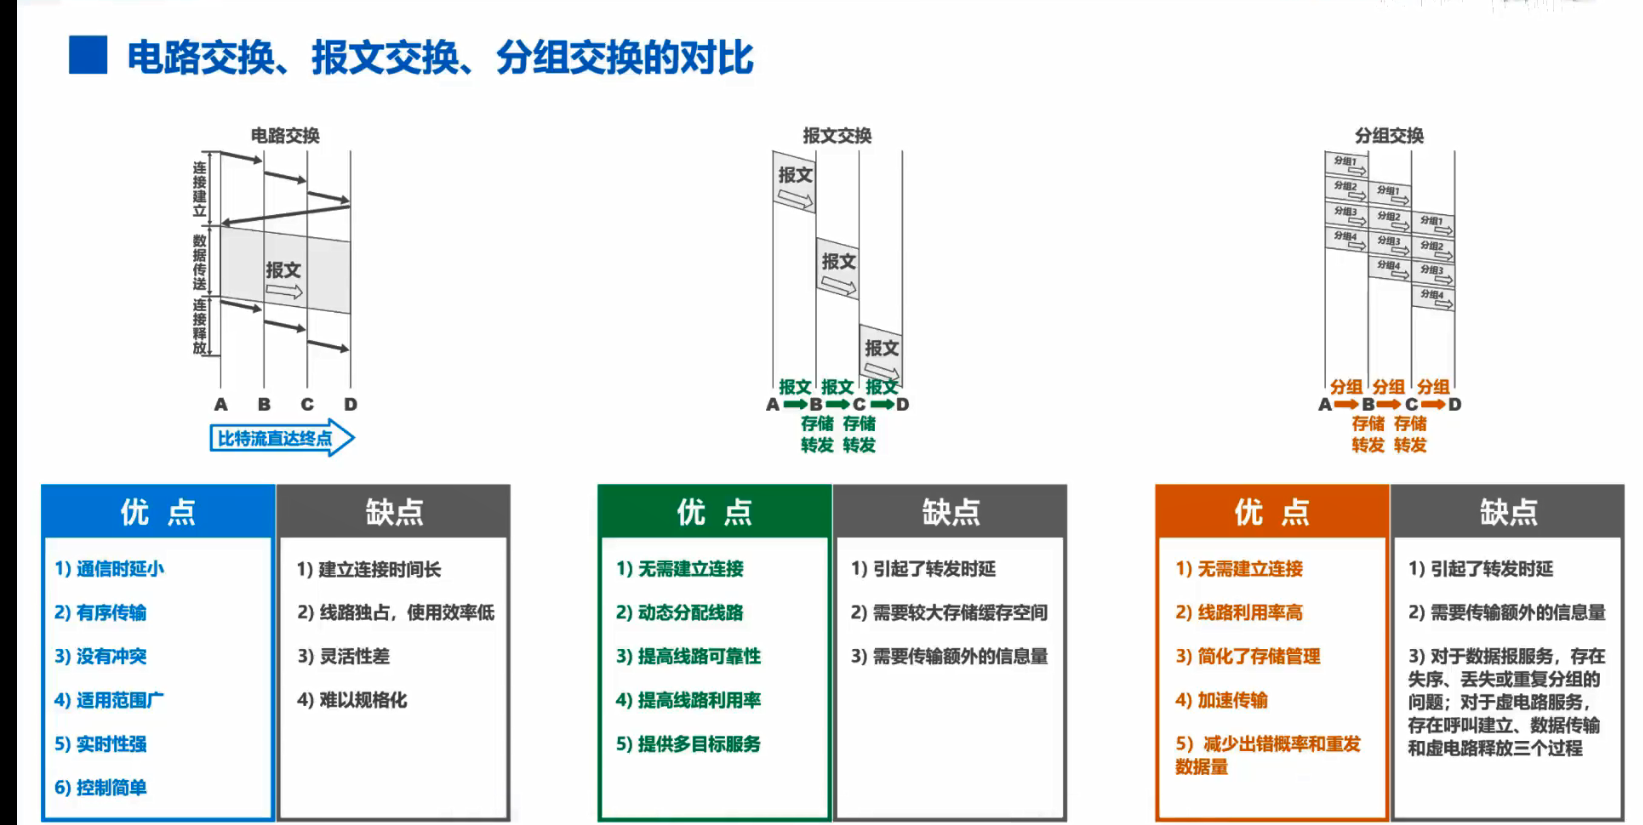 电路交换、报文交换、分组交换的对比
电路交换
连接建立
数据传送
连接释放
报文
A B C D
比特流直达终点
报文交换
报文
报文
报文
报文 报文 报文
A B C D
存储 存储
转发 转发
分组交换
分组1
分组2 分组1
分组3 分组2 分组1
分组4 分组3 分组2
分组4 分组3
分组4
分组 分组 分组
A B C D
存储 存储
转发 转发
优 点
1) 通信时延小
2) 有序传输
3) 没有冲突
4) 适用范围广
5) 实时性强
6) 控制简单
缺点
1) 建立连接时间长
2) 线路独占，使用效率低
3) 灵活性差
4) 难以规格化
优 点
1) 无需建立连接
2) 动态分配线路
3) 提高线路可靠性
4) 提高线路利用率
5) 提供多目标服务
缺点
1) 引起了转发时延
2) 需要较大存储缓存空间
3) 需要传输额外的信息量
优 点
1) 无需建立连接
2) 线路利用率高
3) 简化了存储管理
4) 加速传输
5) 减少出错概率和重发
数据量
缺点
1) 引起了转发时延
2) 需要传输额外的信息量
3) 对于数据报服务，存在
失序、丢失或重复分组的
问题；对于虚电路服务，
存在呼叫建立、数据传输
和虚电路释放三个过程